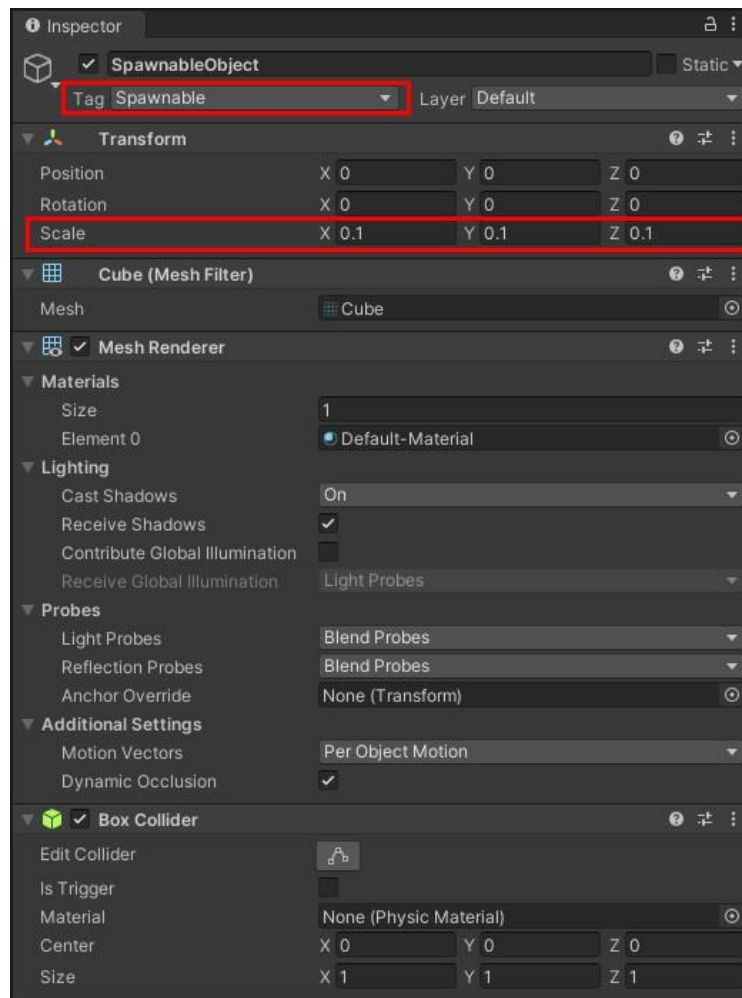 Inspector
SpawnableObject Static
Tag Spawnable Layer Default
Transform
Position X 0 Y 0 Z 0
Rotation X 0 Y 0 Z 0
Scale X 0.1 Y 0.1 Z 0.1
Cube (Mesh Filter)
Mesh Cube
Mesh Renderer
Materials
Size 1
Element 0 Default-Material
Lighting
Cast Shadows On
Receive Shadows
Contribute Global Illumination
Receive Global Illumination Light Probes
Probes
Light Probes Blend Probes
Reflection Probes Blend Probes
Anchor Override None (Transform)
Additional Settings
Motion Vectors Per Object Motion
Dynamic Occlusion
Box Collider
Edit Collider
Is Trigger
Material None (Physic Material)
Center X 0 Y 0 Z 0
Size X 1 Y 1 Z 1